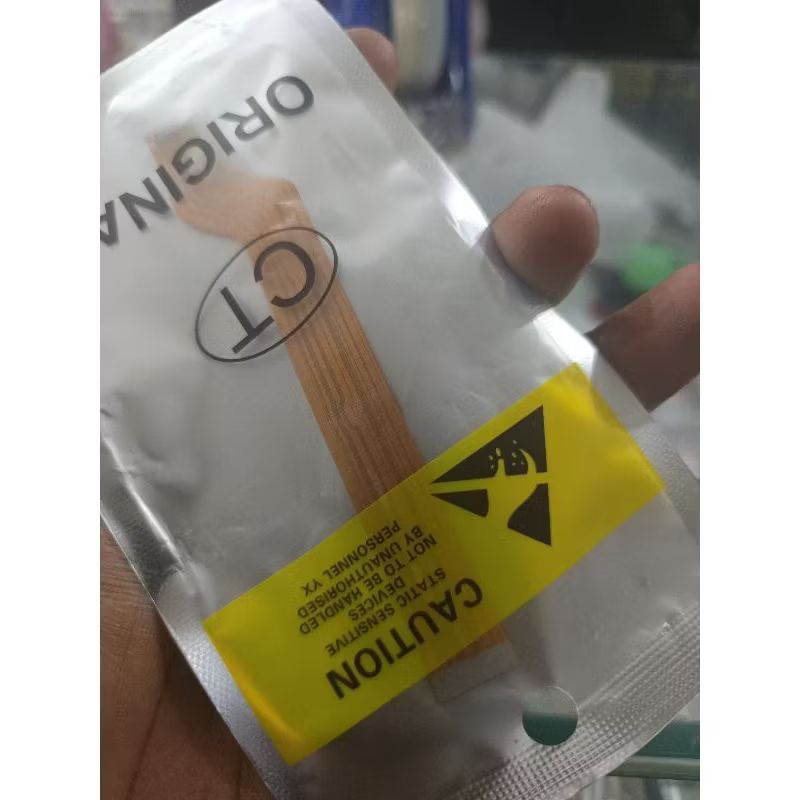 CAUTION
STATIC SENSITIVE
DEVICES
NOT TO BE HANDLED
BY UNAUTHORISED
PERSONNEL YX
CT
ORIGINA